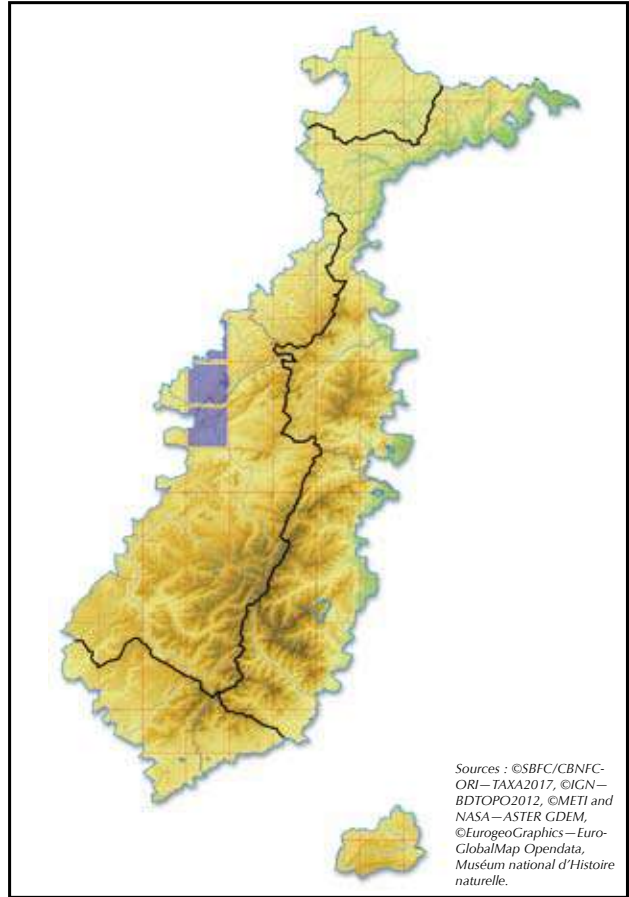 Sources : ©SBFC/CBNFC-
ORI—TAXA2017, ©IGN—
BDTOPO2012, ©METI and
NASA—ASTER GDEM,
©EurogeoGraphics—Euro-
GlobalMap Opendata,
Muséum national d'Histoire
naturelle.